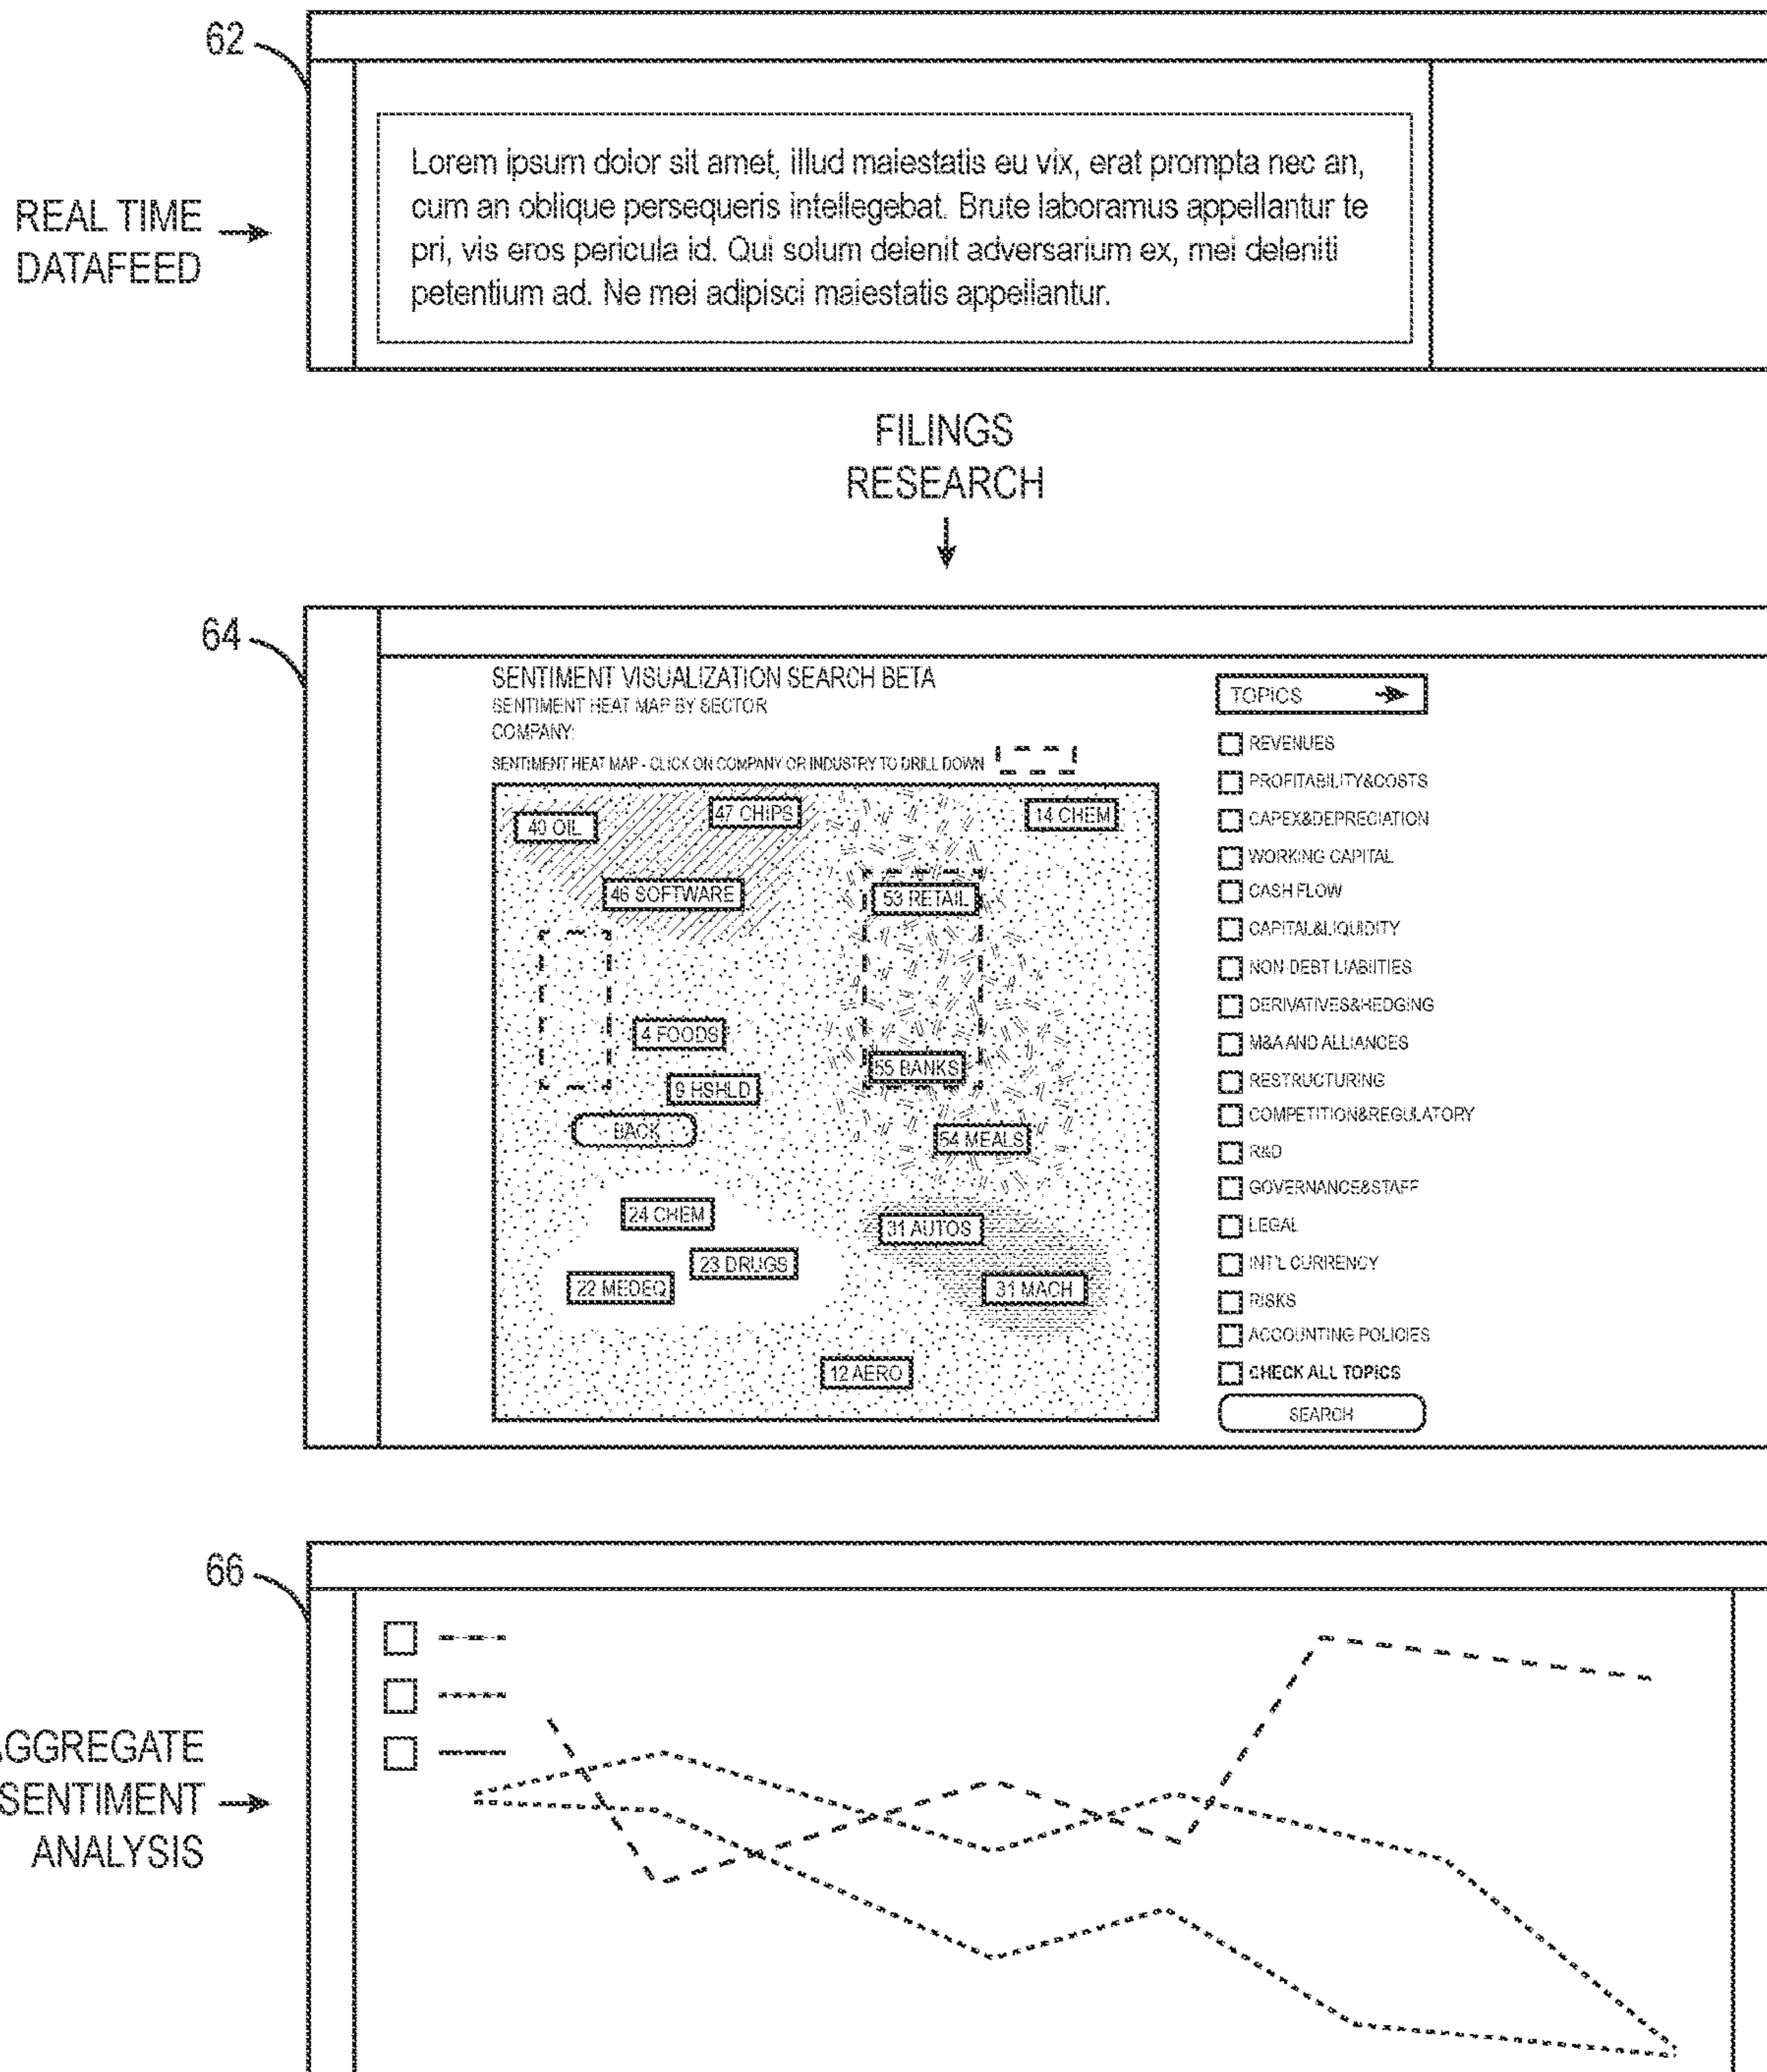 62
REAL TIME
DATAFEED
Lorem ipsum dolor sit amet, illud maiestatis eu vix, erat prompta nec an,
cum an oblique persequeris intellegebat. Brute laboramus appellantur te
pri, vis eros pericula id. Qui solum delenit adversarium ex, mei deleniti
petentium ad. Ne mei adipisci maiestatis appellantur.
FILINGS
RESEARCH
64
SENTIMENT VISUALIZATION SEARCH BETA
SENTIMENT HEAT MAP BY SECTOR
COMPANY:
SENTIMENT HEAT MAP - CLICK ON COMPANY OR INDUSTRY TO DRILL DOWN
40 OIL
47 CHIPS
14 CHEM
46 SOFTWARE
53 RETAIL
4 FOODS
55 BANKS
9 HSHLD
BACK
54 MEALS
24 CHEM
31 AUTOS
23 DRUGS
22 MEDEQ
31 MACH
12 AERO
TOPICS
REVENUES
PROFITABILITY&COSTS
CAPEX&DEPRECIATION
WORKING CAPITAL
CASH FLOW
CAPITAL&LIQUIDITY
NON-DEBT LIABIITIES
DERIVATIVES&HEDGING
M&A AND ALLIANCES
RESTRUCTURING
COMPETITION&REGULATORY
R&D
GOVERNANCE&STAFF
LEGAL
INT'L CURRENCY
RISKS
ACCOUNTING POLICIES
CHECK ALL TOPICS
SEARCH
66
AGGREGATE
SENTIMENT
ANALYSIS